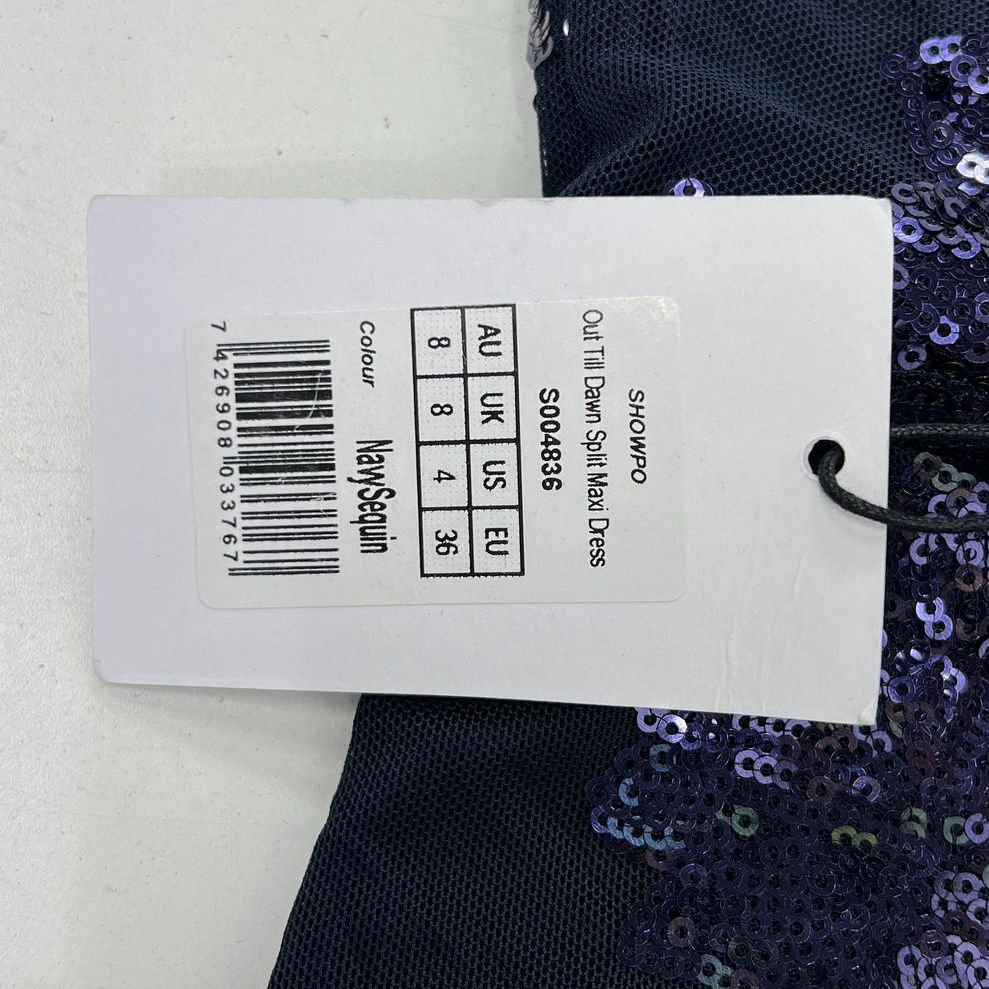 SHOWPO
Out Till Dawn Split Maxi Dress
S004836
AU UK US EU
8 8 4 36
Colour NavySequin
7 426908 033767